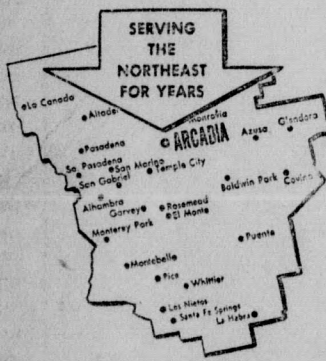 SERVING
THE
NORTHEAST
FOR YEARS
La Canada
Altade
Monrovia
Glendora
Azusa
ARCADIA
Pasadena
So. Pasadena
San Marino
Temple City
San Gabriel
Baldwin Park
Covina
Alhambra
Garvey
Rosemead
El Monte
Monterey Park
Puente
Montebello
Pico
Whittier
Los Nietos
Santa Fe Springs
La Habra